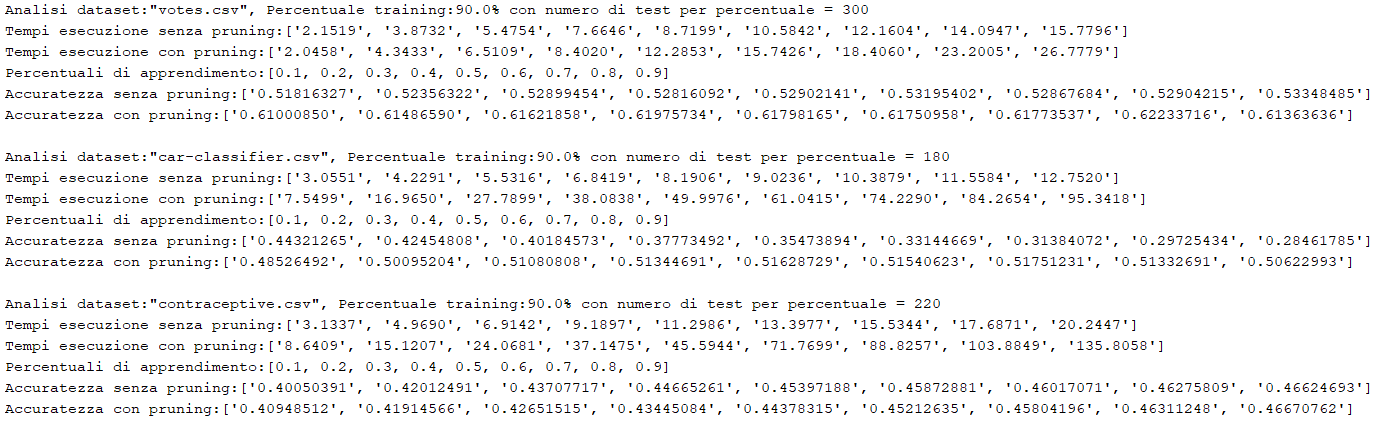 Analisi dataset:"votes.csv", Percentuale training:90.0% con numero di test per percentuale = 300
Tempi esecuzione senza pruning:['2.1519', '3.8732', '5.4754', '7.6646', '8.7199', '10.5842', '12.1604', '14.0947', '15.7796']
Tempi esecuzione con pruning:['2.0458', '4.3433', '6.5109', '8.4020', '12.2853', '15.7426', '18.4060', '23.2005', '26.7779']
Percentuali di apprendimento:[0.1, 0.2, 0.3, 0.4, 0.5, 0.6, 0.7, 0.8, 0.9]
Accuratezza senza pruning:['0.51816327', '0.52356322', '0.52899454', '0.52816092', '0.52902141', '0.53195402', '0.52867684', '0.52904215', '0.53348485']
Accuratezza con pruning:['0.61000850', '0.61486590', '0.61621858', '0.61975734', '0.61798165', '0.61750958', '0.61773537', '0.62233716', '0.61363636']
Analisi dataset:"car-classifier.csv", Percentuale training:90.0% con numero di test per percentuale = 180
Tempi esecuzione senza pruning:['3.0551', '4.2291', '5.5316', '6.8419', '8.1906', '9.0236', '10.3879', '11.5584', '12.7520']
Tempi esecuzione con pruning:['7.5499', '16.9650', '27.7899', '38.0838', '49.9976', '61.0415', '74.2290', '84.2654', '95.3418']
Percentuali di apprendimento:[0.1, 0.2, 0.3, 0.4, 0.5, 0.6, 0.7, 0.8, 0.9]
Accuratezza senza pruning:['0.44321265', '0.42454808', '0.40184573', '0.37773492', '0.35473894', '0.33144669', '0.31384072', '0.29725434', '0.28461785']
Accuratezza con pruning:['0.48526492', '0.50095204', '0.51080808', '0.51344691', '0.51628729', '0.51540623', '0.51751231', '0.51332691', '0.50622993']
Analisi dataset:"contraceptive.csv", Percentuale training:90.0% con numero di test per percentuale = 220
Tempi esecuzione senza pruning:['3.1337', '4.9690', '6.9142', '9.1897', '11.2986', '13.3977', '15.5344', '17.6871', '20.2447']
Tempi esecuzione con pruning:['8.6409', '15.1207', '24.0681', '37.1475', '45.5944', '71.7699', '88.8257', '103.8849', '135.8058']
Percentuali di apprendimento:[0.1, 0.2, 0.3, 0.4, 0.5, 0.6, 0.7, 0.8, 0.9]
Accuratezza senza pruning:['0.40050391', '0.42012491', '0.43707717', '0.44665261', '0.45397188', '0.45872881', '0.46017071', '0.46275809', '0.46624693']
Accuratezza con pruning:['0.40948512', '0.41914566', '0.42651515', '0.43445084', '0.44378315', '0.45212635', '0.45804196', '0.46311248', '0.46670762']